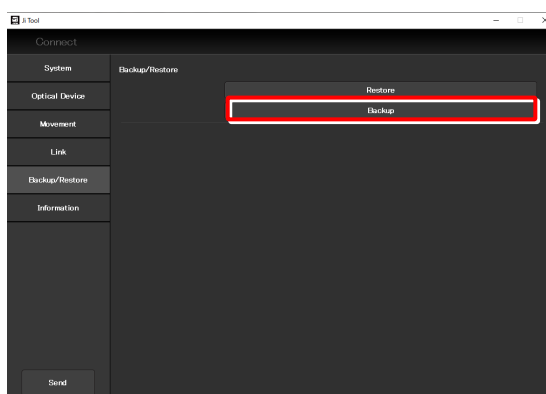 Ji Tool
Connect
System
Backup/Restore
Restore
Backup
Optical Device
Movement
Link
Backup/Restore
Information
Send